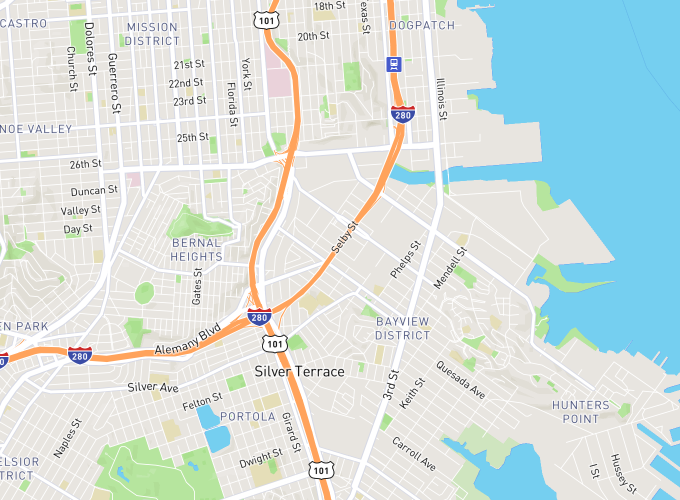 18th St
101
CASTRO
MISSION
DISTRICT
Texas St
DOGPATCH
20th St
Dolores St
Church St
Guerrero St
21st St
22nd St
23rd St
York St
Florida St
Illinois St
280
NOE VALLEY
25th St
26th St
Duncan St
Valley St
Day St
BERNAL
HEIGHTS
Gates St
Selby St
Phelps St
Mendell St
280
101
BAYVIEW
DISTRICT
EN PARK
Alemany Blvd
280
Silver Terrace
Silver Ave
Felton St
PORTOLA
Girard St
Naples St
Dwight St
101
3rd St
Keith St
Quesada Ave
Carroll Ave
HUNTERS
POINT
Hussey St
I St
ELSIOR
DISTRICT